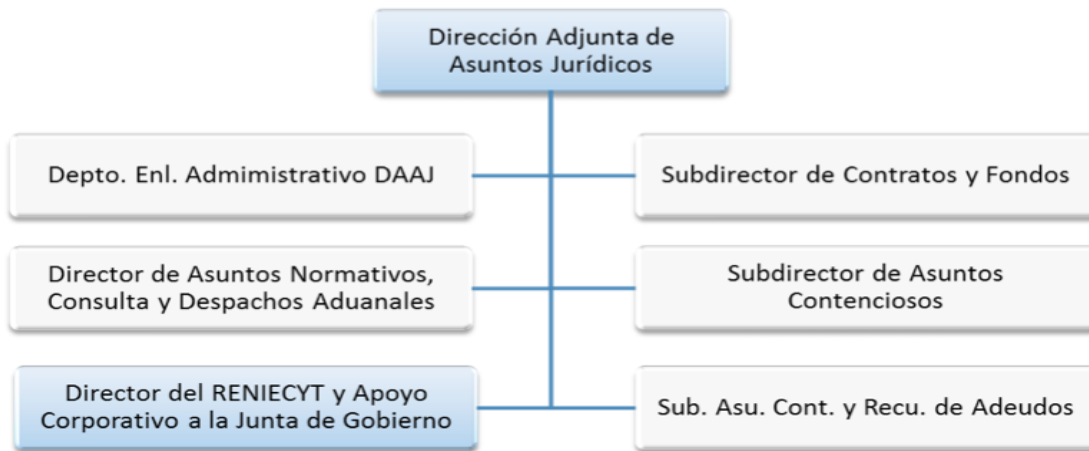 Dirección Adjunta de
Asuntos Jurídicos
Depto. Enl. Admimistrativo DAAJ
Subdirector de Contratos y Fondos
Director de Asuntos Normativos,
Consulta y Despachos Aduanales
Subdirector de Asuntos
Contenciosos
Director del RENIECYT y Apoyo
Corporativo a la Junta de Gobierno
Sub. Asu. Cont. y Recu. de Adeudos